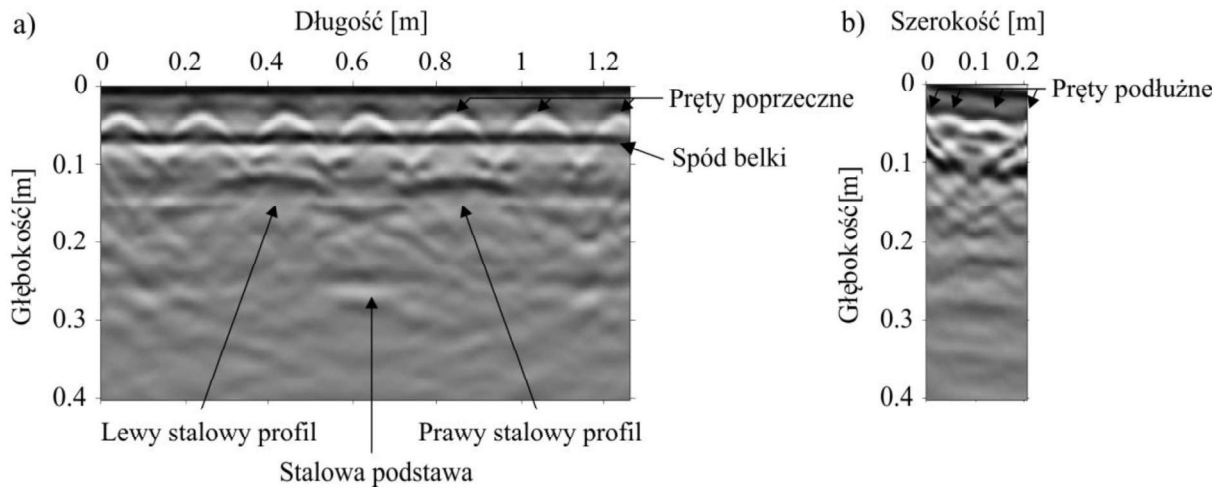 a)
Długość [m]
0 0.2 0.4 0.6 0.8 1 1.2
0
0.1
0.2
0.3
0.4
Głębokość[m]
Pręty poprzeczne
Spód belki
Lewy stalowy profil
Prawy stalowy profil
Stalowa podstawa
b)
Szerokość [m]
0 0.1 0.2
0
0.1
0.2
0.3
0.4
Głębokość[m]
Pręty podłużne